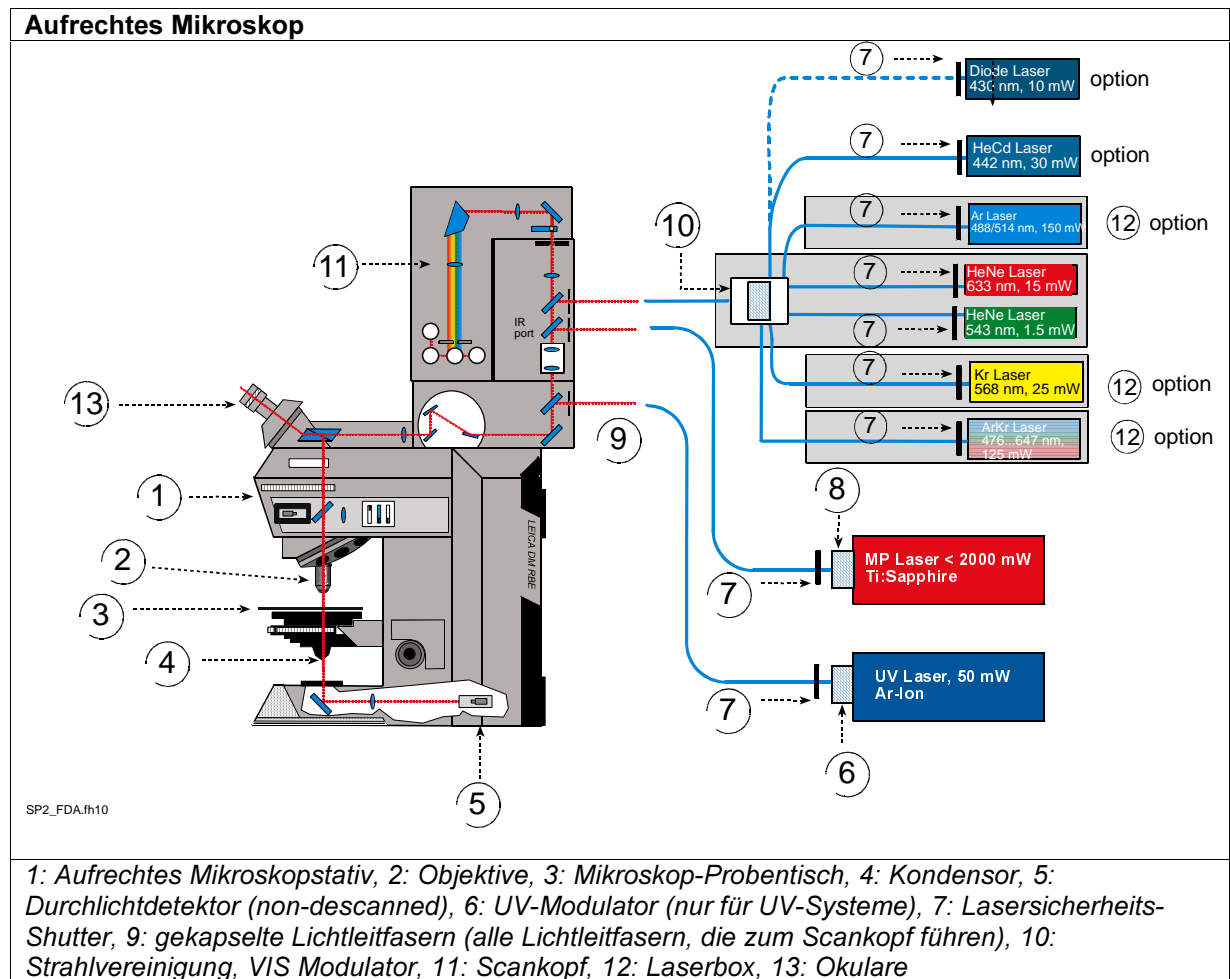 Aufrechtes Mikroskop
7
Diode Laser
430 nm, 10 mW
option
7
HeCd Laser
442 nm, 30 mW
option
7
Ar Laser
488/514 nm, 150 mW
12 option
10
11
7
HeNe Laser
633 nm, 15 mW
HeNe Laser
543 nm, 1.5 mW
7
IR
port
7
Kr Laser
568 nm, 25 mW
12 option
13
9
7
ArKr Laser
476...647 nm,
125 mW
12 option
1
8
LEICA DM RBE
2
MP Laser < 2000 mW
Ti:Sapphire
7
3
4
UV Laser, 50 mW
Ar-Ion
7
5
6
SP2_FDA.fh10
1: Aufrechtes Mikroskopstativ, 2: Objektive, 3: Mikroskop-Probentisch, 4: Kondensor, 5:
Durchlichtdetektor (non-descanned), 6: UV-Modulator (nur für UV-Systeme), 7: Lasersicherheits-
Shutter, 9: gekapselte Lichtleitfasern (alle Lichtleitfasern, die zum Scankopf führen), 10:
Strahlvereinigung, VIS Modulator, 11: Scankopf, 12: Laserbox, 13: Okulare